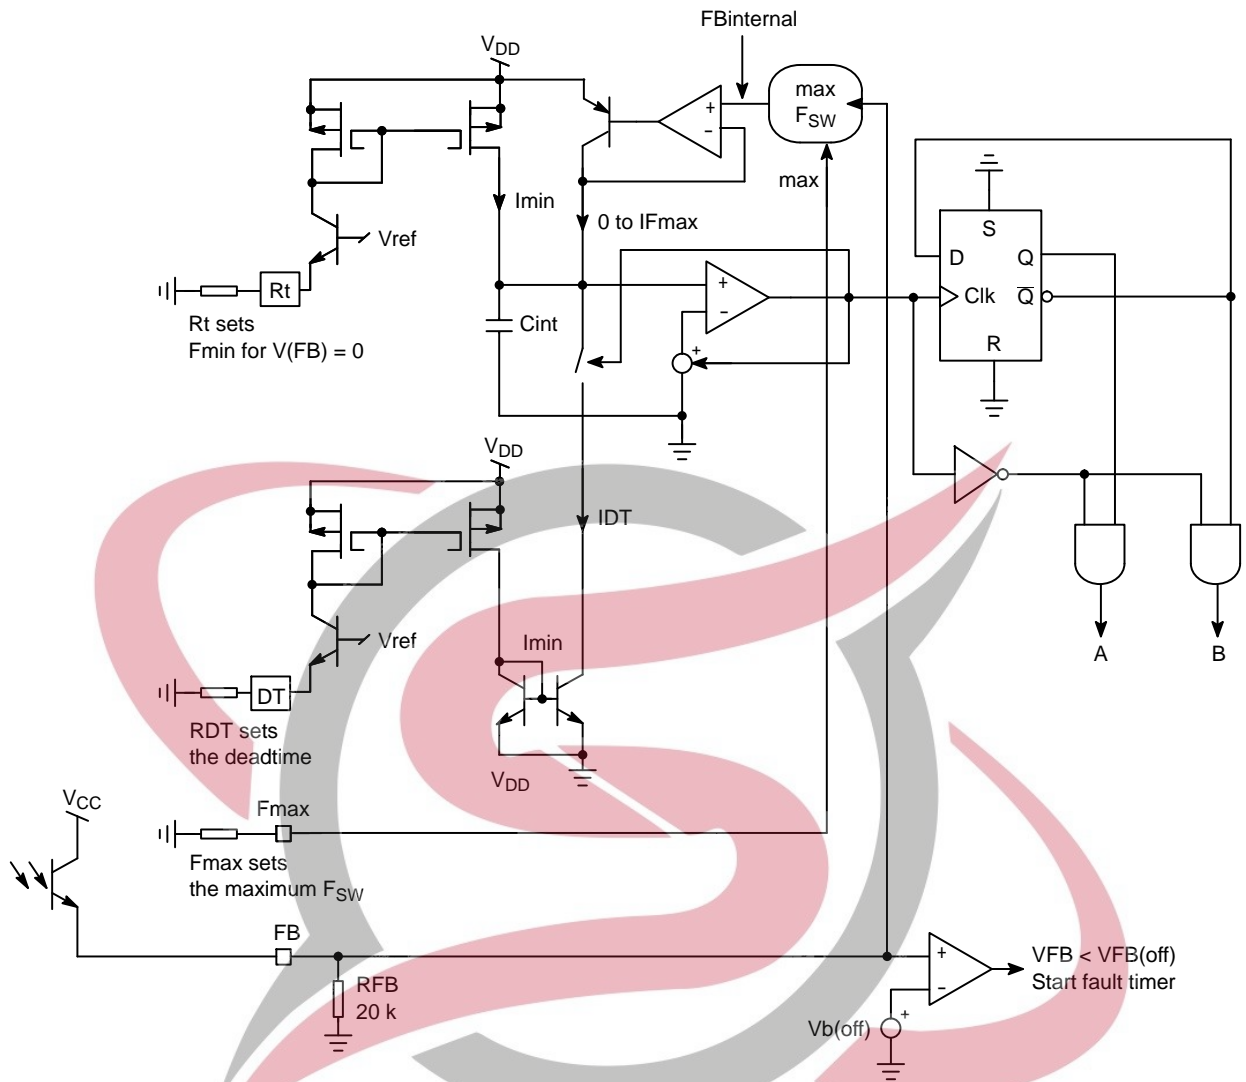 FBinternal
VDD
max
FSW
+
−
max
Imin
0 to IFmax
Vref
Rt
Rt sets
Fmin for V(FB) = 0
Cint
+
−
+
S
D
Q
Clk
Q
R
VDD
IDT
Vref
Imin
DT
RDT sets
the deadtime
VDD
A
B
VCC
Fmax
Fmax sets
the maximum FSW
FB
RFB
20 k
+
−
VFB < VFB(off)
Start fault timer
Vb(off)
+